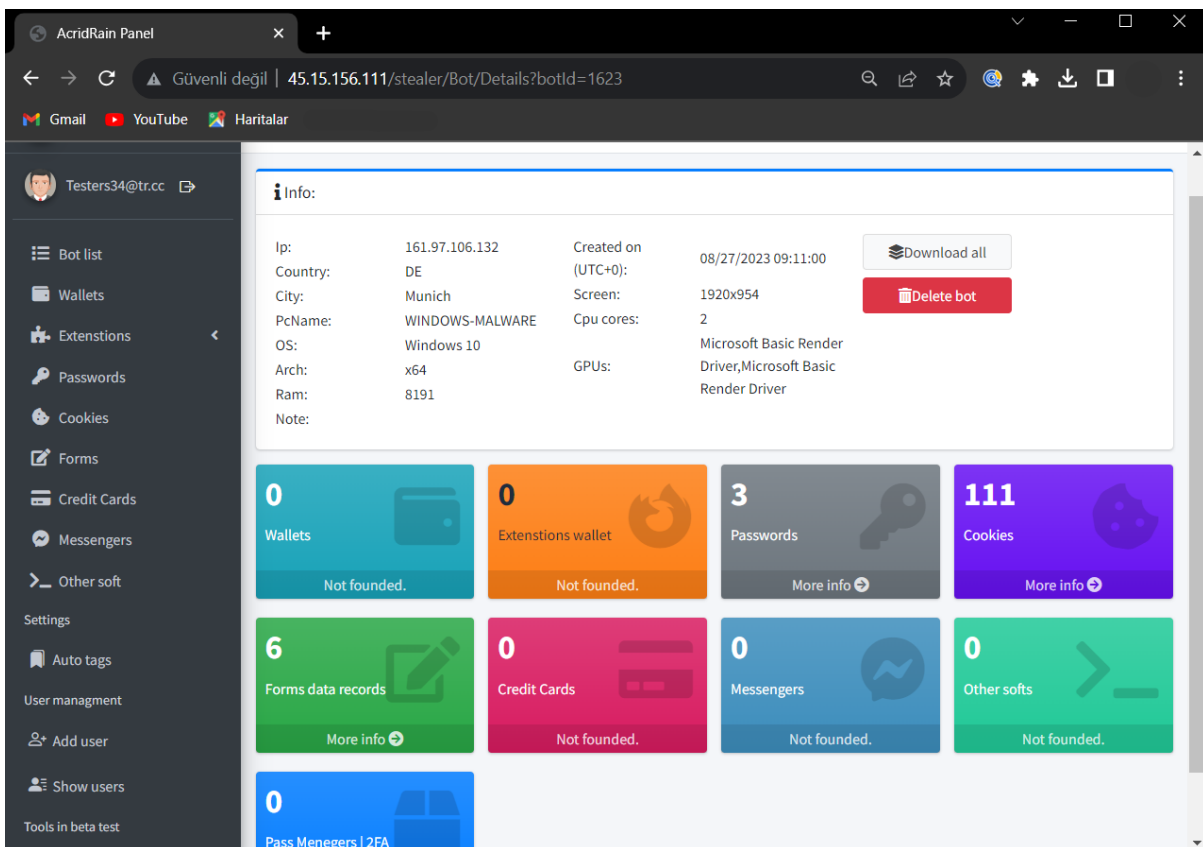 AcridRain Panel
Güvenli değil | 45.15.156.111/stealer/Bot/Details?botId=1623
Gmail YouTube Haritalar
Testers34@tr.cc
Bot list
Wallets
Extenstions
Passwords
Cookies
Forms
Credit Cards
Messengers
Other soft
Settings
Auto tags
User managment
Add user
Show users
Tools in beta test
Info:
Ip: 161.97.106.132
Country: DE
City: Munich
PcName: WINDOWS-MALWARE
OS: Windows 10
Arch: x64
Ram: 8191
Note:
Created on
(UTC+0): 08/27/2023 09:11:00
Screen: 1920x954
Cpu cores: 2
GPUs: Microsoft Basic Render
Driver,Microsoft Basic
Render Driver
Download all
Delete bot
0
Wallets
Not founded.
0
Extenstions wallet
Not founded.
3
Passwords
More info
111
Cookies
More info
6
Forms data records
More info
0
Credit Cards
Not founded.
0
Messengers
Not founded.
0
Other softs
Not founded.
0
Pass Menegers | 2FA